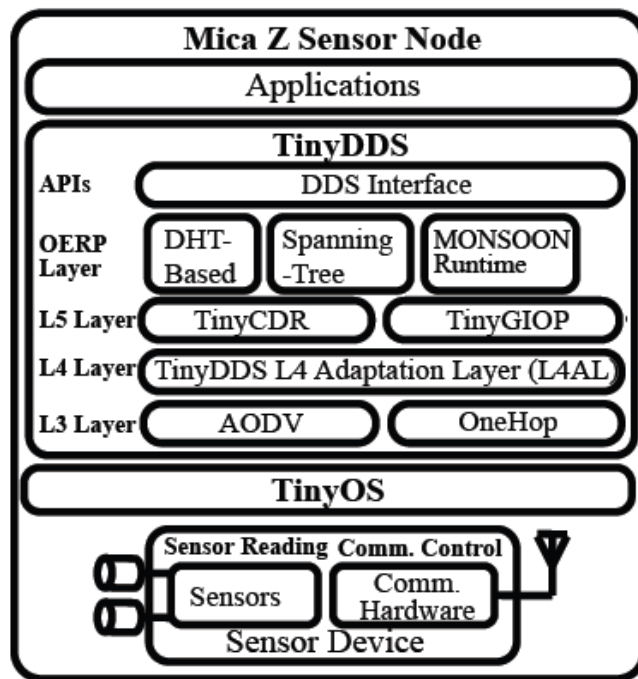 Mica Z Sensor Node
Applications
TinyDDS
APIs
DDS Interface
OERP
Layer
DHT-
Based
Spanning
-Tree
MONSOON
Runtime
L5 Layer
TinyCDR
TinyGIOP
L4 Layer
TinyDDS L4 Adaptation Layer (L4AL)
L3 Layer
AODV
OneHop
TinyOS
Sensor Reading
Comm. Control
Sensors
Comm.
Hardware
Sensor Device